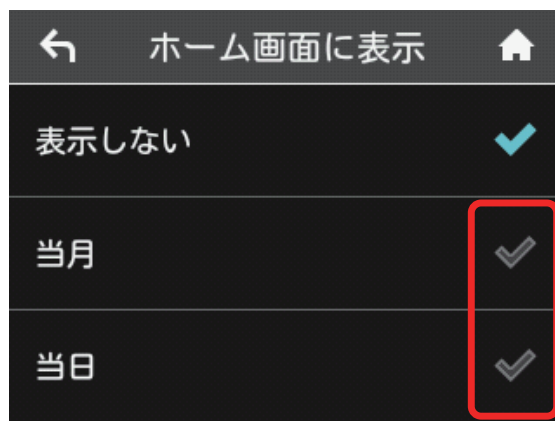 ホーム画面に表示
表示しない
当月
当日